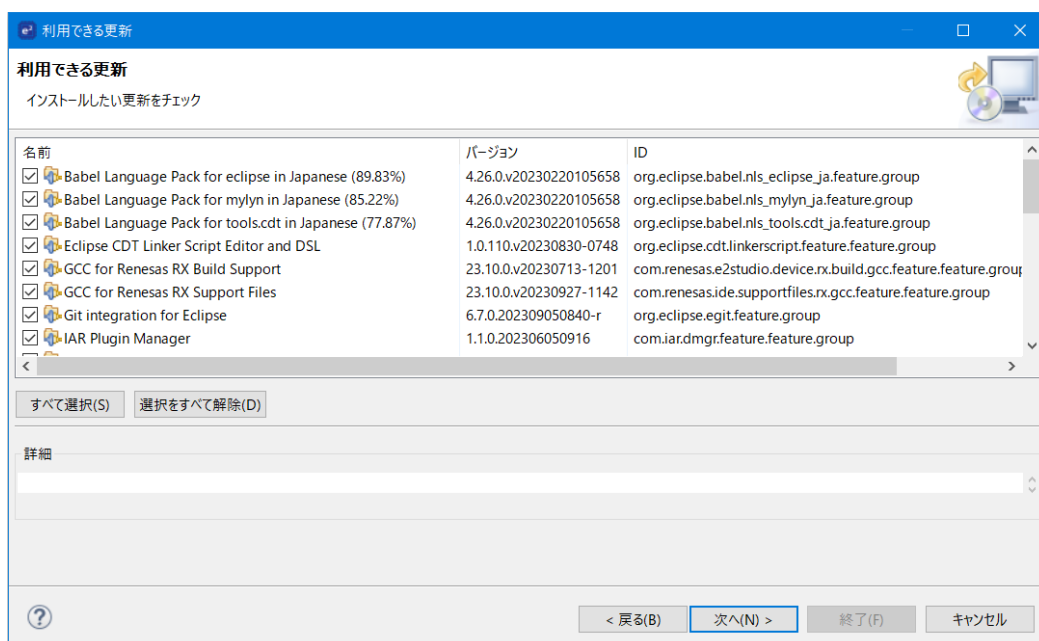 e² 利用できる更新
利用できる更新
インストールしたい更新をチェック
名前 バージョン ID
Babel Language Pack for eclipse in Japanese (89.83%) 4.26.0.v20230220105658 org.eclipse.babel.nls_eclipse_ja.feature.group
Babel Language Pack for mylyn in Japanese (85.22%) 4.26.0.v20230220105658 org.eclipse.babel.nls_mylyn_ja.feature.group
Babel Language Pack for tools.cdt in Japanese (77.87%) 4.26.0.v20230220105658 org.eclipse.babel.nls_tools.cdt_ja.feature.group
Eclipse CDT Linker Script Editor and DSL 1.0.110.v20230830-0748 org.eclipse.cdt.linkerscript.feature.feature.group
GCC for Renesas RX Build Support 23.10.0.v20230713-1201 com.renesas.e2studio.device.rx.build.gcc.feature.feature.group
GCC for Renesas RX Support Files 23.10.0.v20230927-1142 com.renesas.ide.supportfiles.rx.gcc.feature.feature.group
Git integration for Eclipse 6.7.0.202309050840-r org.eclipse.egit.feature.group
IAR Plugin Manager 1.1.0.202306050916 com.iar.dmgr.feature.feature.group
すべて選択(S) 選択をすべて解除(D)
詳細
? < 戻る(B) 次へ(N) > 終了(F) キャンセル